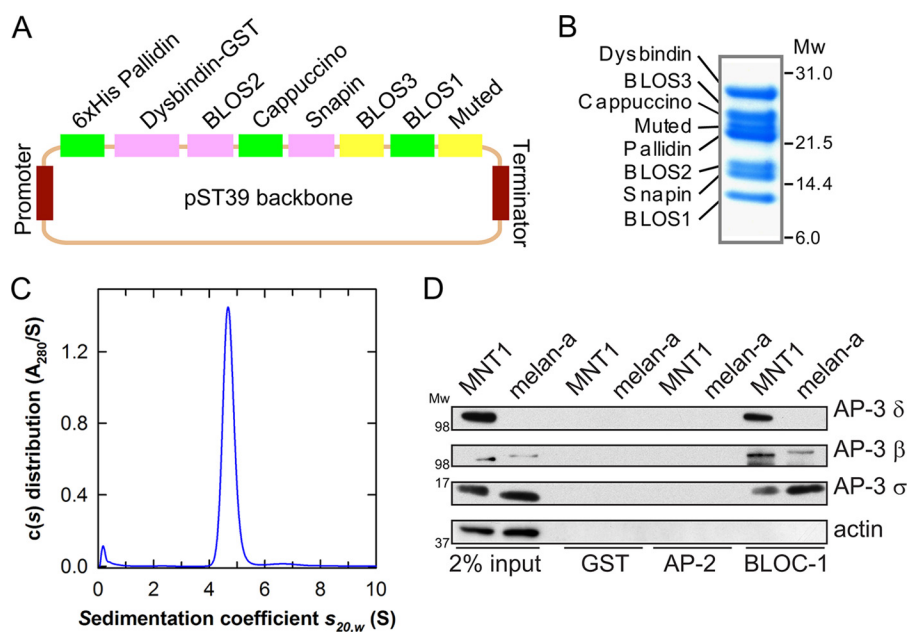 A
6xHis Pallidin
Dysbindin-GST
BLOS2
Cappuccino
Snapin
BLOS3
BLOS1
Muted
Promoter
pST39 backbone
Terminator
B
Mw
Dysbindin
BLOS3
Cappuccino
Muted
Pallidin
BLOS2
Snapin
BLOS1
31.0
21.5
14.4
6.0
C
c(s) distribution (A280/S)
1.2
0.8
0.4
0.0
0 2 4 6 8 10
Sedimentation coefficient s20,w (S)
D
MNT1 melan-a MNT1 melan-a MNT1 melan-a MNT1 melan-a
Mw
98 AP-3 δ
98 AP-3 β
17 AP-3 σ
37 actin
2% input GST AP-2 BLOC-1